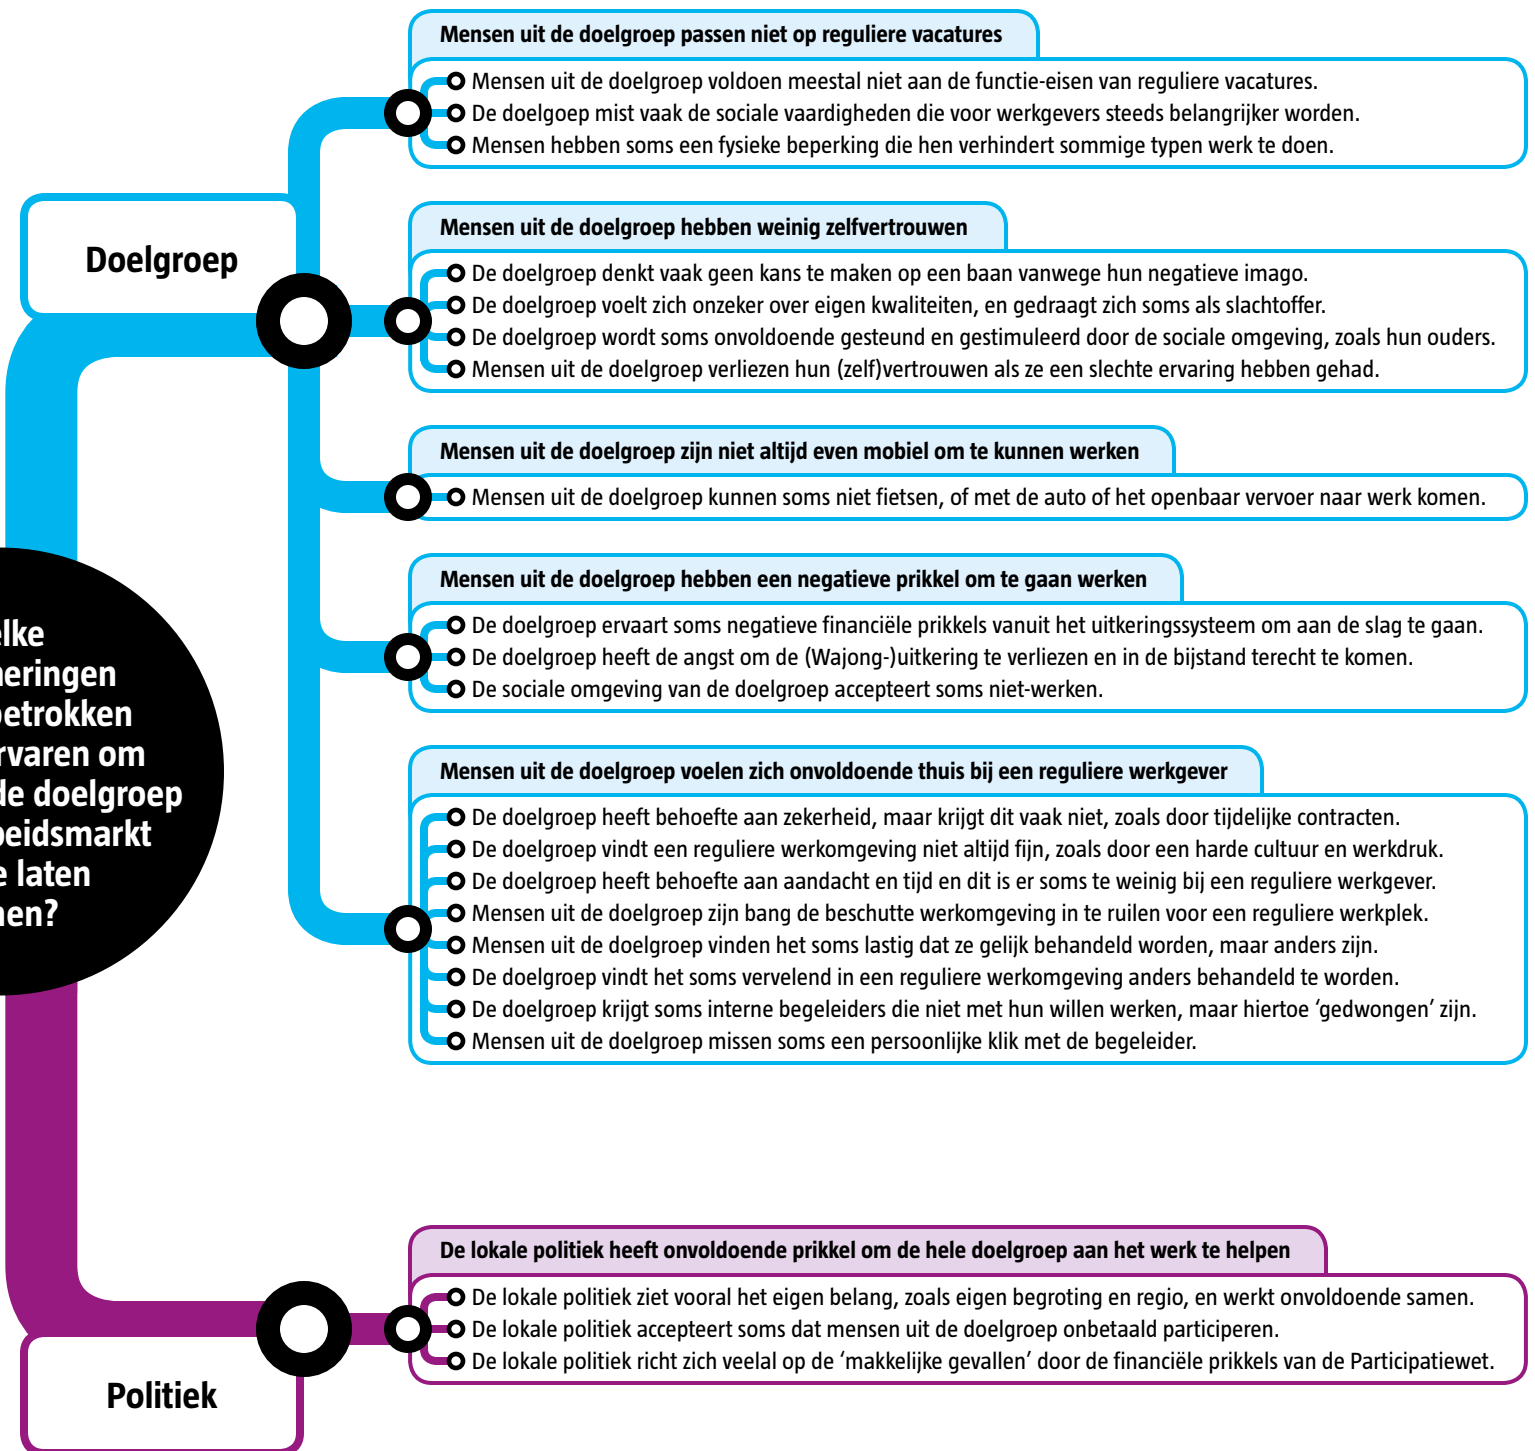 Mensen uit de doelgroep passen niet op reguliere vacatures
Mensen uit de doelgroep voldoen meestal niet aan de functie-eisen van reguliere vacatures.
De doelgoep mist vaak de sociale vaardigheden die voor werkgevers steeds belangrijker worden.
Mensen hebben soms een fysieke beperking die hen verhindert sommige typen werk te doen.
Doelgroep
Mensen uit de doelgroep hebben weinig zelfvertrouwen
De doelgroep denkt vaak geen kans te maken op een baan vanwege hun negatieve imago.
De doelgroep voelt zich onzeker over eigen kwaliteiten, en gedraagt zich soms als slachtoffer.
De doelgroep wordt soms onvoldoende gesteund en gestimuleerd door de sociale omgeving, zoals hun ouders.
Mensen uit de doelgroep verliezen hun (zelf)vertrouwen als ze een slechte ervaring hebben gehad.
Mensen uit de doelgroep zijn niet altijd even mobiel om te kunnen werken
Mensen uit de doelgroep kunnen soms niet fietsen, of met de auto of het openbaar vervoer naar werk komen.
Mensen uit de doelgroep hebben een negatieve prikkel om te gaan werken
De doelgroep ervaart soms negatieve financiële prikkels vanuit het uitkeringssysteem om aan de slag te gaan.
De doelgroep heeft de angst om de (Wajong-)uitkering te verliezen en in de bijstand terecht te komen.
De sociale omgeving van de doelgroep accepteert soms niet-werken.
elke
eringen
betrokken
rvaren om
de doelgroep
beidsmarkt
e laten
en?
Mensen uit de doelgroep voelen zich onvoldoende thuis bij een reguliere werkgever
De doelgroep heeft behoefte aan zekerheid, maar krijgt dit vaak niet, zoals door tijdelijke contracten.
De doelgroep vindt een reguliere werkomgeving niet altijd fijn, zoals door een harde cultuur en werkdruk.
De doelgroep heeft behoefte aan aandacht en tijd en dit is er soms te weinig bij een reguliere werkgever.
Mensen uit de doelgroep zijn bang de beschutte werkomgeving in te ruilen voor een reguliere werkplek.
Mensen uit de doelgroep vinden het soms lastig dat ze gelijk behandeld worden, maar anders zijn.
De doelgroep vindt het soms vervelend in een reguliere werkomgeving anders behandeld te worden.
De doelgroep krijgt soms interne begeleiders die niet met hun willen werken, maar hiertoe ‘gedwongen’ zijn.
Mensen uit de doelgroep missen soms een persoonlijke klik met de begeleider.
De lokale politiek heeft onvoldoende prikkel om de hele doelgroep aan het werk te helpen
De lokale politiek ziet vooral het eigen belang, zoals eigen begroting en regio, en werkt onvoldoende samen.
De lokale politiek accepteert soms dat mensen uit de doelgroep onbetaald participeren.
De lokale politiek richt zich veelal op de ‘makkelijke gevallen’ door de financiële prikkels van de Participatiewet.
Politiek